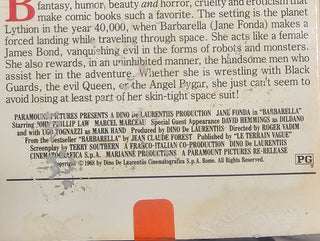 fantasy, humor, beauty and horror, cruelty and eroticism that
make comic books such a favorite. The setting is the planet
Lythion in the year 40,000, when Barbarella (Jane Fonda) makes a
forced landing while traveling through space. She acts like a female
James Bond, vanquishing evil in the forms of robots and monsters.
She also rewards, in an uninhibited manner, the handsome men who
assist her in the adventure. Whether she is wrestling with Black
Guards, the evil Queen, or the Angel Pygar, she just can't seem to
avoid losing at least part of her skin-tight space suit!
PARAMOUNT PICTURES PRESENTS A DINO De LAURENTIIS PRODUCTION JANE FONDA in "BARBARELLA"
Starring JOHN PHILLIP LAW MARCEL MARCEAU Special Guest Appearance DAVID HEMMINGS as DILDANO
and with UGO TOGNAZZI as MARK HAND Produced by DINO De LAURENTIIS Directed by ROGER VADIM
From the bestseller "BARBARELLA" by JEAN CLAUDE FOREST Published by "LE TERRAIN VAGUE"
Screenplay by TERRY SOUTHERN A FRANCO-ITALIAN CO-PRODUCTION DINO De LAURENTIIS
CINEMATOGRAFICA S.p.A. MARIANNE PRODUCTIONS A PARAMOUNT PICTURES RE-RELEASE
Copyright © 1968 by Dino De Laurentiis Cinematografica S.p.A. Rome. All Rights Reserved.
PG